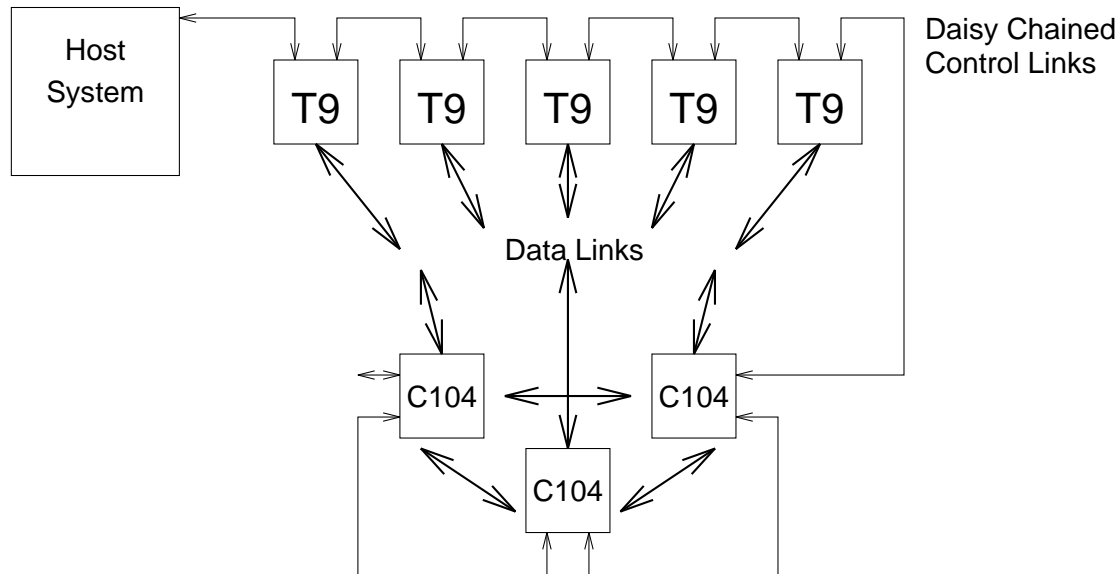 Host
System
Daisy Chained
Control Links
T9
T9
T9
T9
T9
Data Links
C104
C104
C104